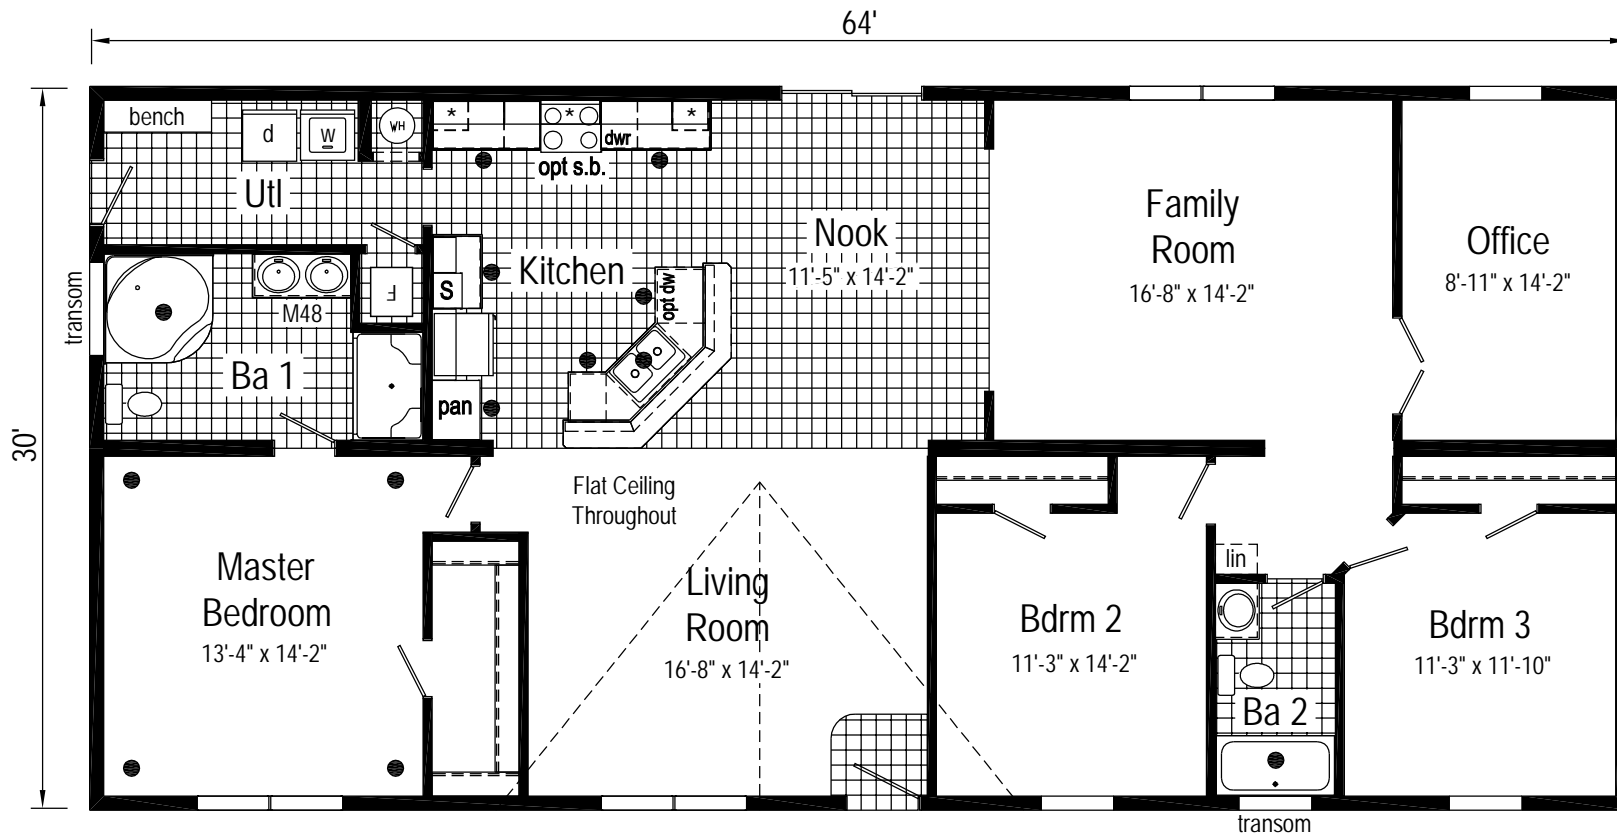 64'
30'
bench
d
W
WH
*
*
*
dwr
opt s.b.
Utl
Kitchen
Nook
11'-5" x 14'-2"
Family
Room
16'-8" x 14'-2"
Office
8'-11" x 14'-2"
transom
M48
F
S
opt dw
Ba 1
pan
Flat Ceiling
Throughout
Master
Bedroom
13'-4" x 14'-2"
Living
Room
16'-8" x 14'-2"
Bdrm 2
11'-3" x 14'-2"
lin
Ba 2
Bdrm 3
11'-3" x 11'-10"
transom